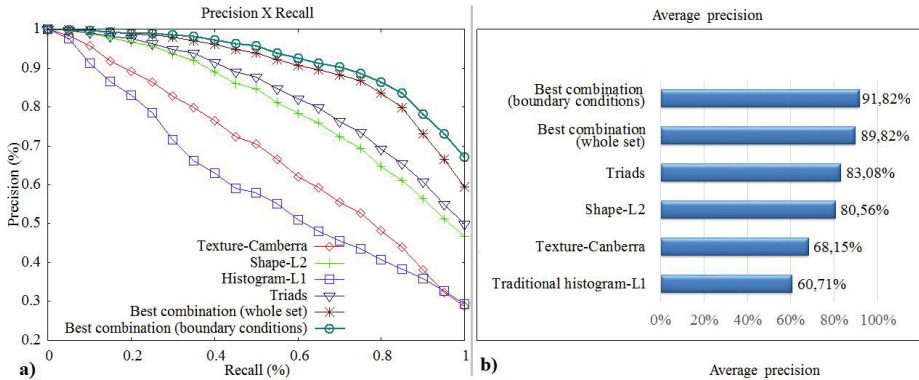 Precision X Recall
1
0.9
0.8
0.7
0.6
0.5
0.4
0.3
0.2
Precision (%)
Texture-Camberra
Shape-L2
Histogram-L1
Triads
Best combination (whole set)
Best combination (boundary conditions)
0 0.2 0.4 0.6 0.8 1
Recall (%)
a)
Average precision
Best combination
(boundary conditions)
91,82%
Best combination
(whole set)
89,82%
Triads
83,08%
Shape-L2
80,56%
Texture-Camberra
68,15%
Traditional histogram-L1
60,71%
0% 20% 40% 60% 80% 100%
b)
Average precision